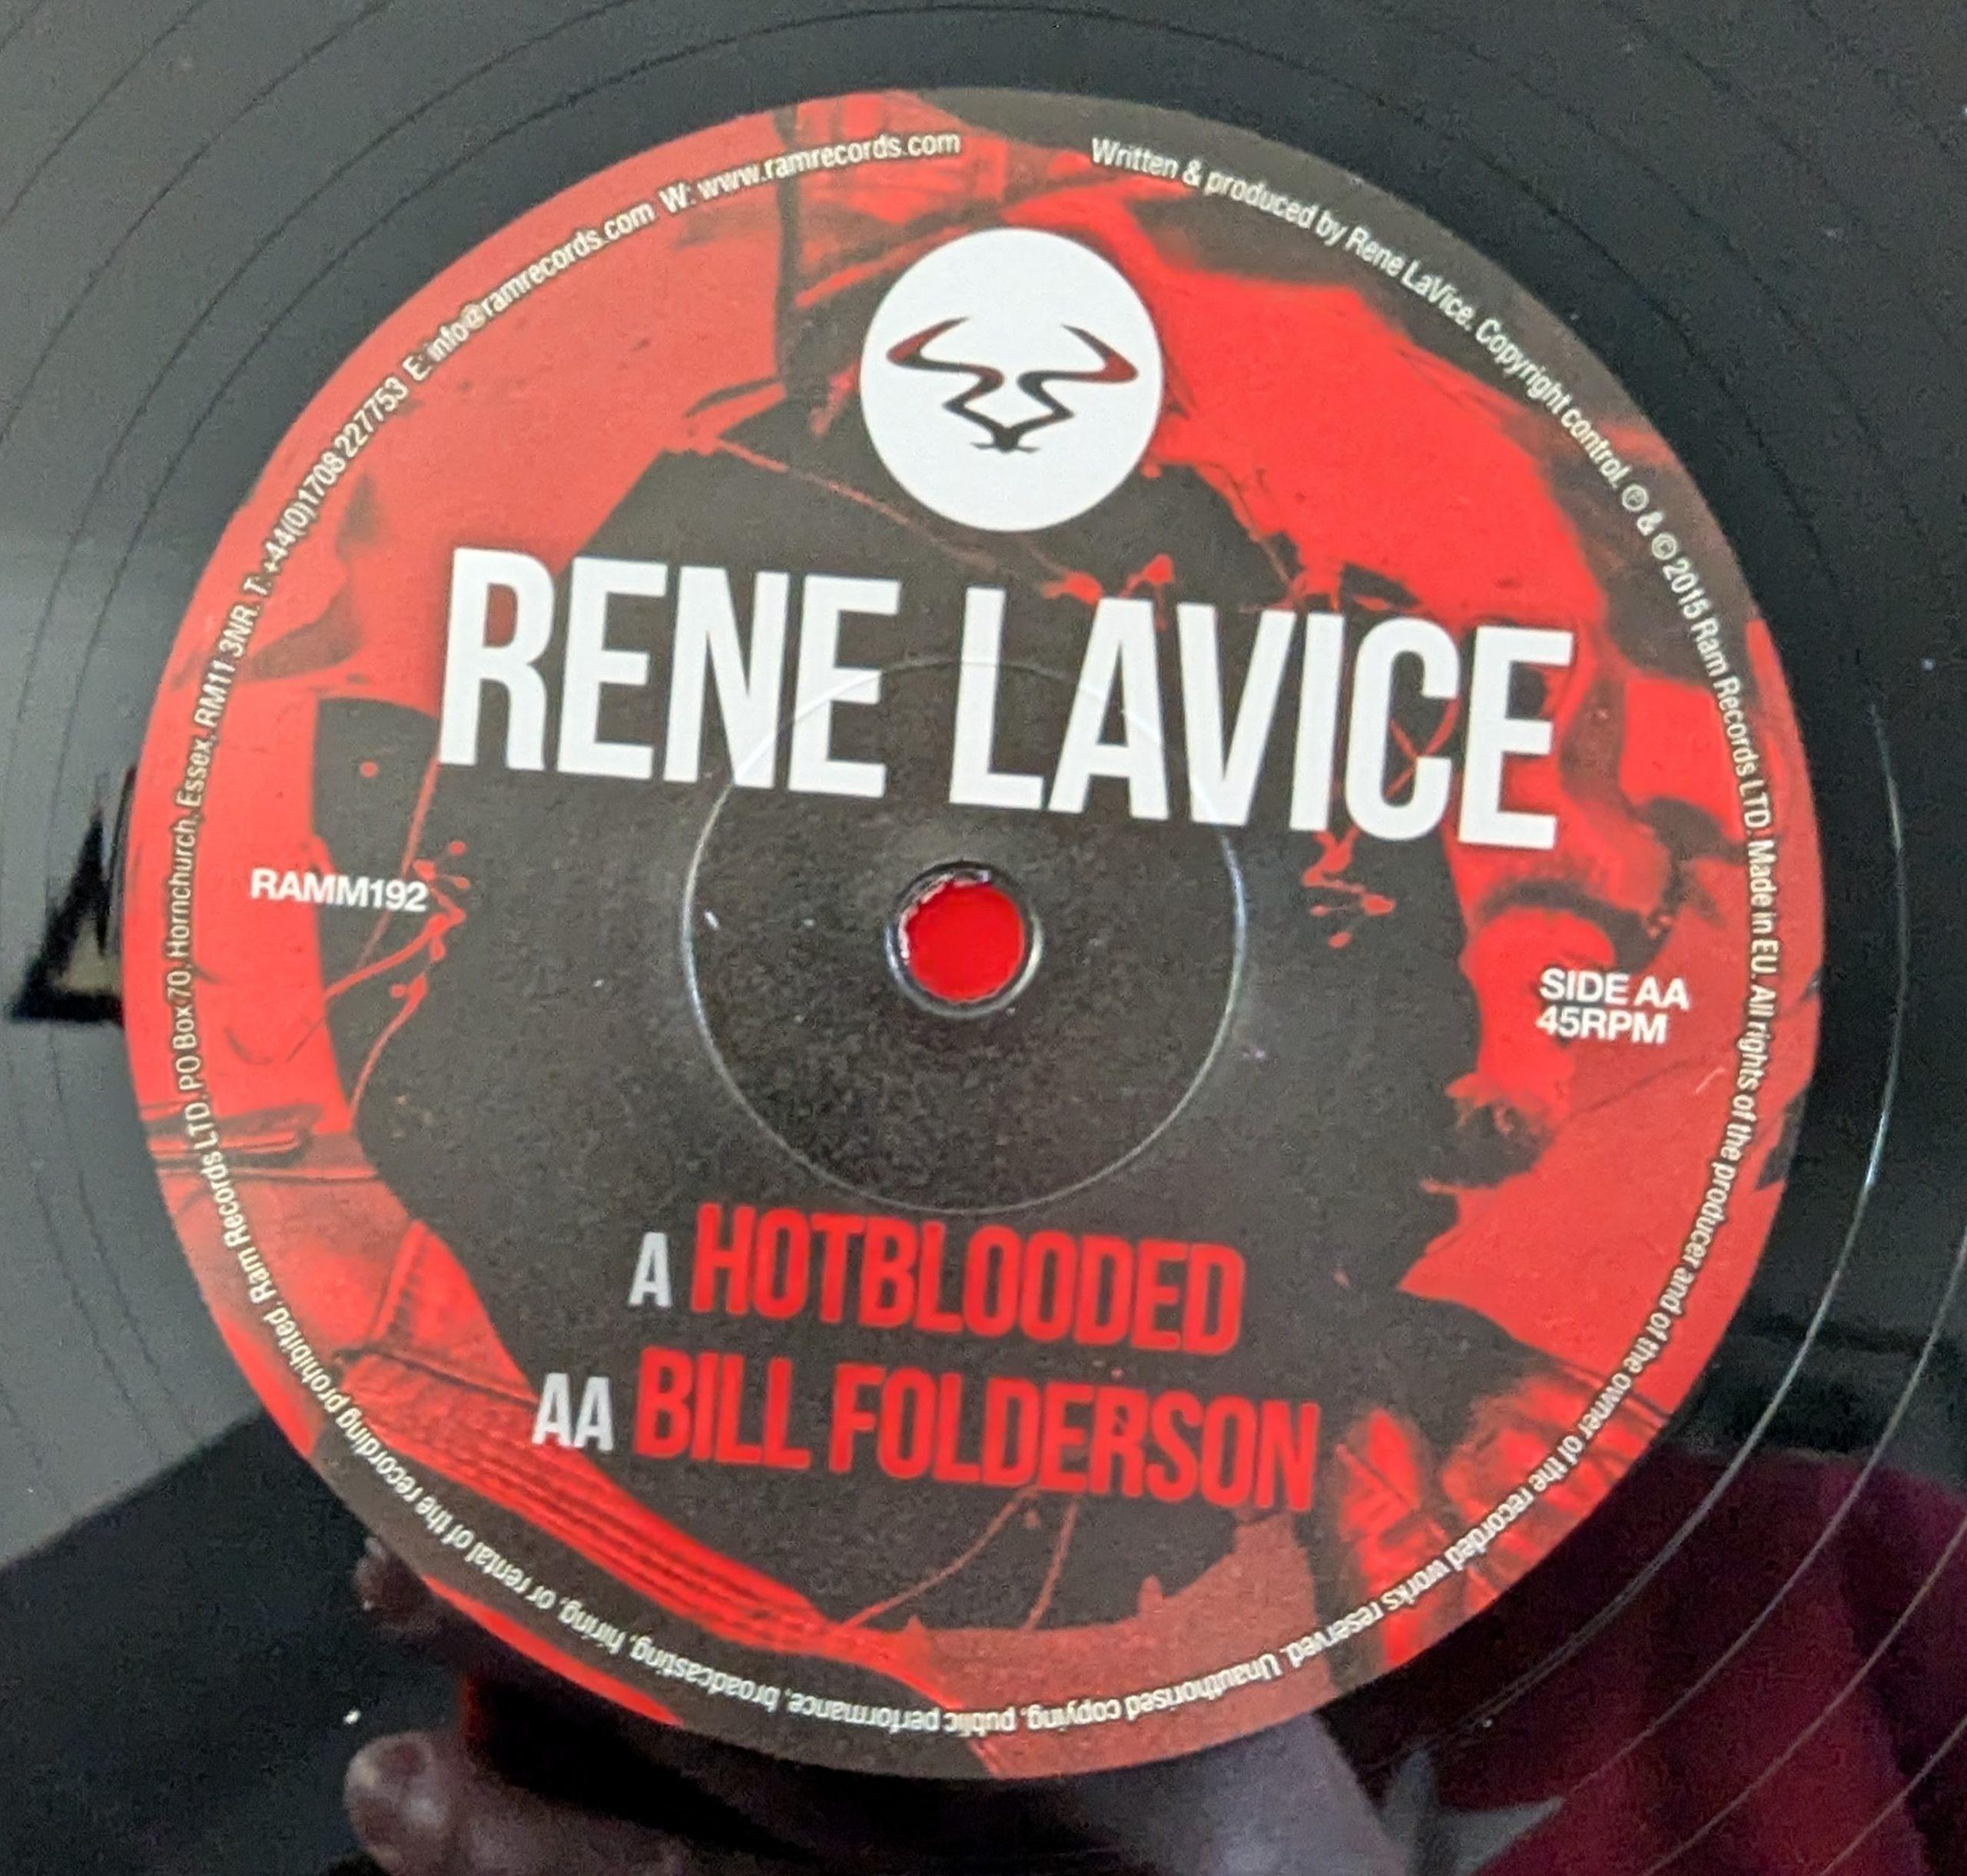 RENE LAVICE
RAMM192
SIDE AA
45RPM
A HOTBLOODED
AA BILL FOLDERSON
Written & produced by Rene LaVice. Copyright control. ℗ & © 2015 Ram Records LTD. Made in EU. All rights of the producer and of the owner of the recorded works reserved. Unauthorised copying, public performance, broadcasting, hiring, or rental of the recording prohibited. Ram Records LTD, PO Box 70, Hornchurch, Essex, RM11 3NR. T: +44(0)1708 227753 E: info@ramrecords.com W: www.ramrecords.com